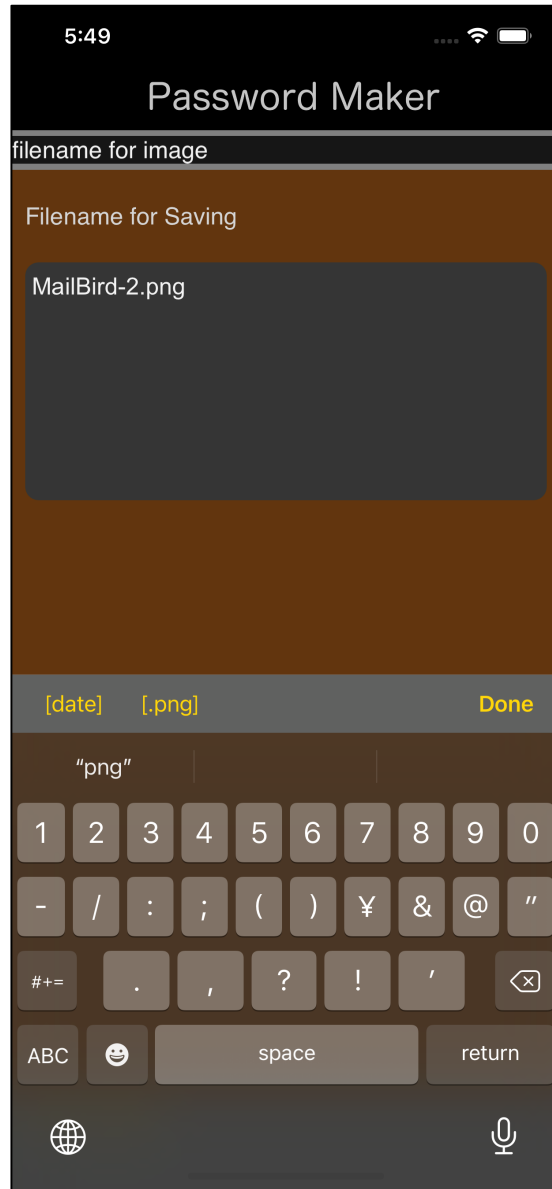 5:49
Password Maker
filename for image
Filename for Saving
MailBird-2.png
[date] [.png] Done
“png”
1 2 3 4 5 6 7 8 9 0
- / : ; ( ) ¥ & @ "
#+= . , ? ! '
ABC space return